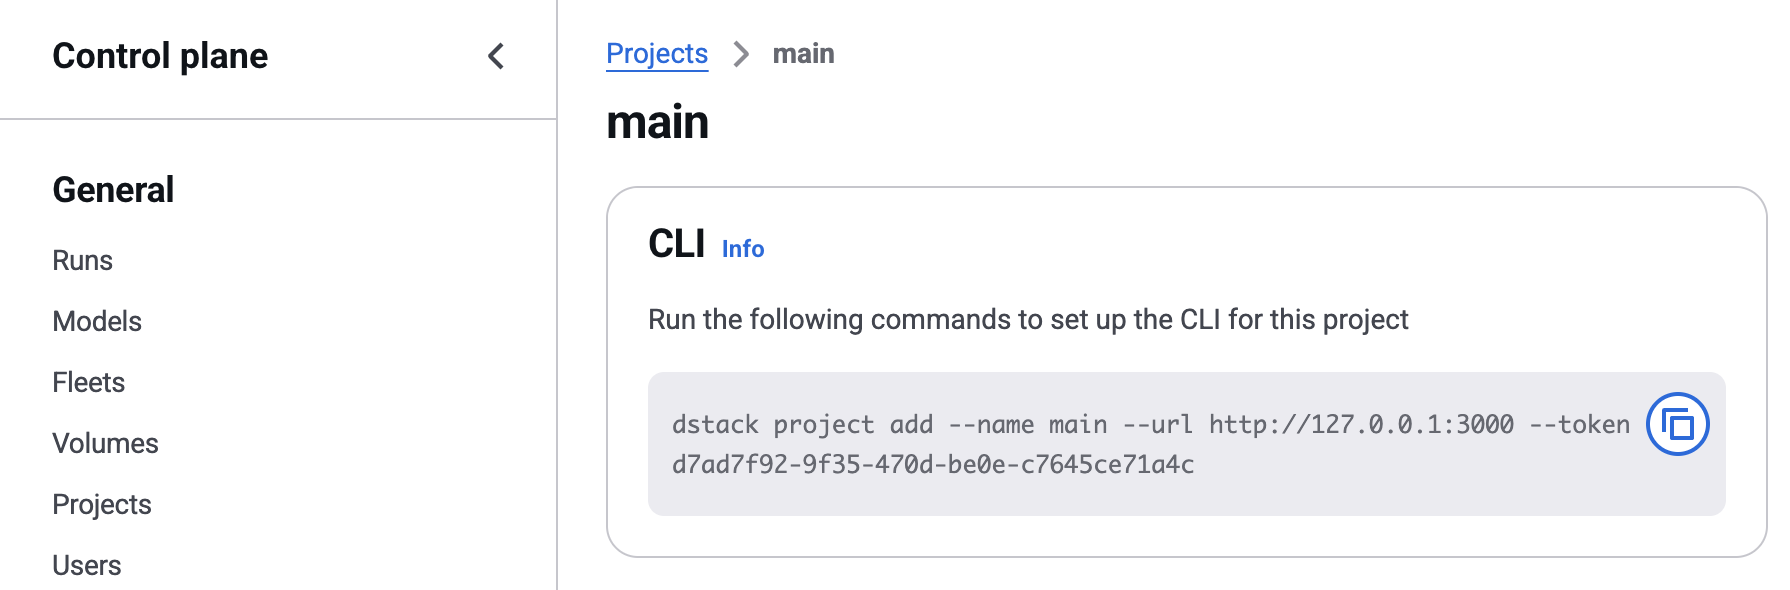 Control plane
General
Runs
Models
Fleets
Volumes
Projects
Users
Projects > main
main
CLI Info
Run the following commands to set up the CLI for this project
dstack project add --name main --url http://127.0.0.1:3000 --token
d7ad7f92-9f35-470d-be0e-c7645ce71a4c